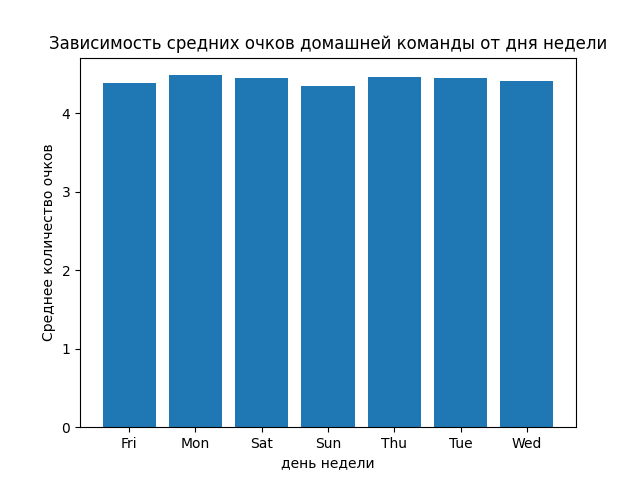 Зависимость средних очков домашней команды от дня недели
Среднее количество очков
4
3
2
1
0
Fri Mon Sat Sun Thu Tue Wed
день недели